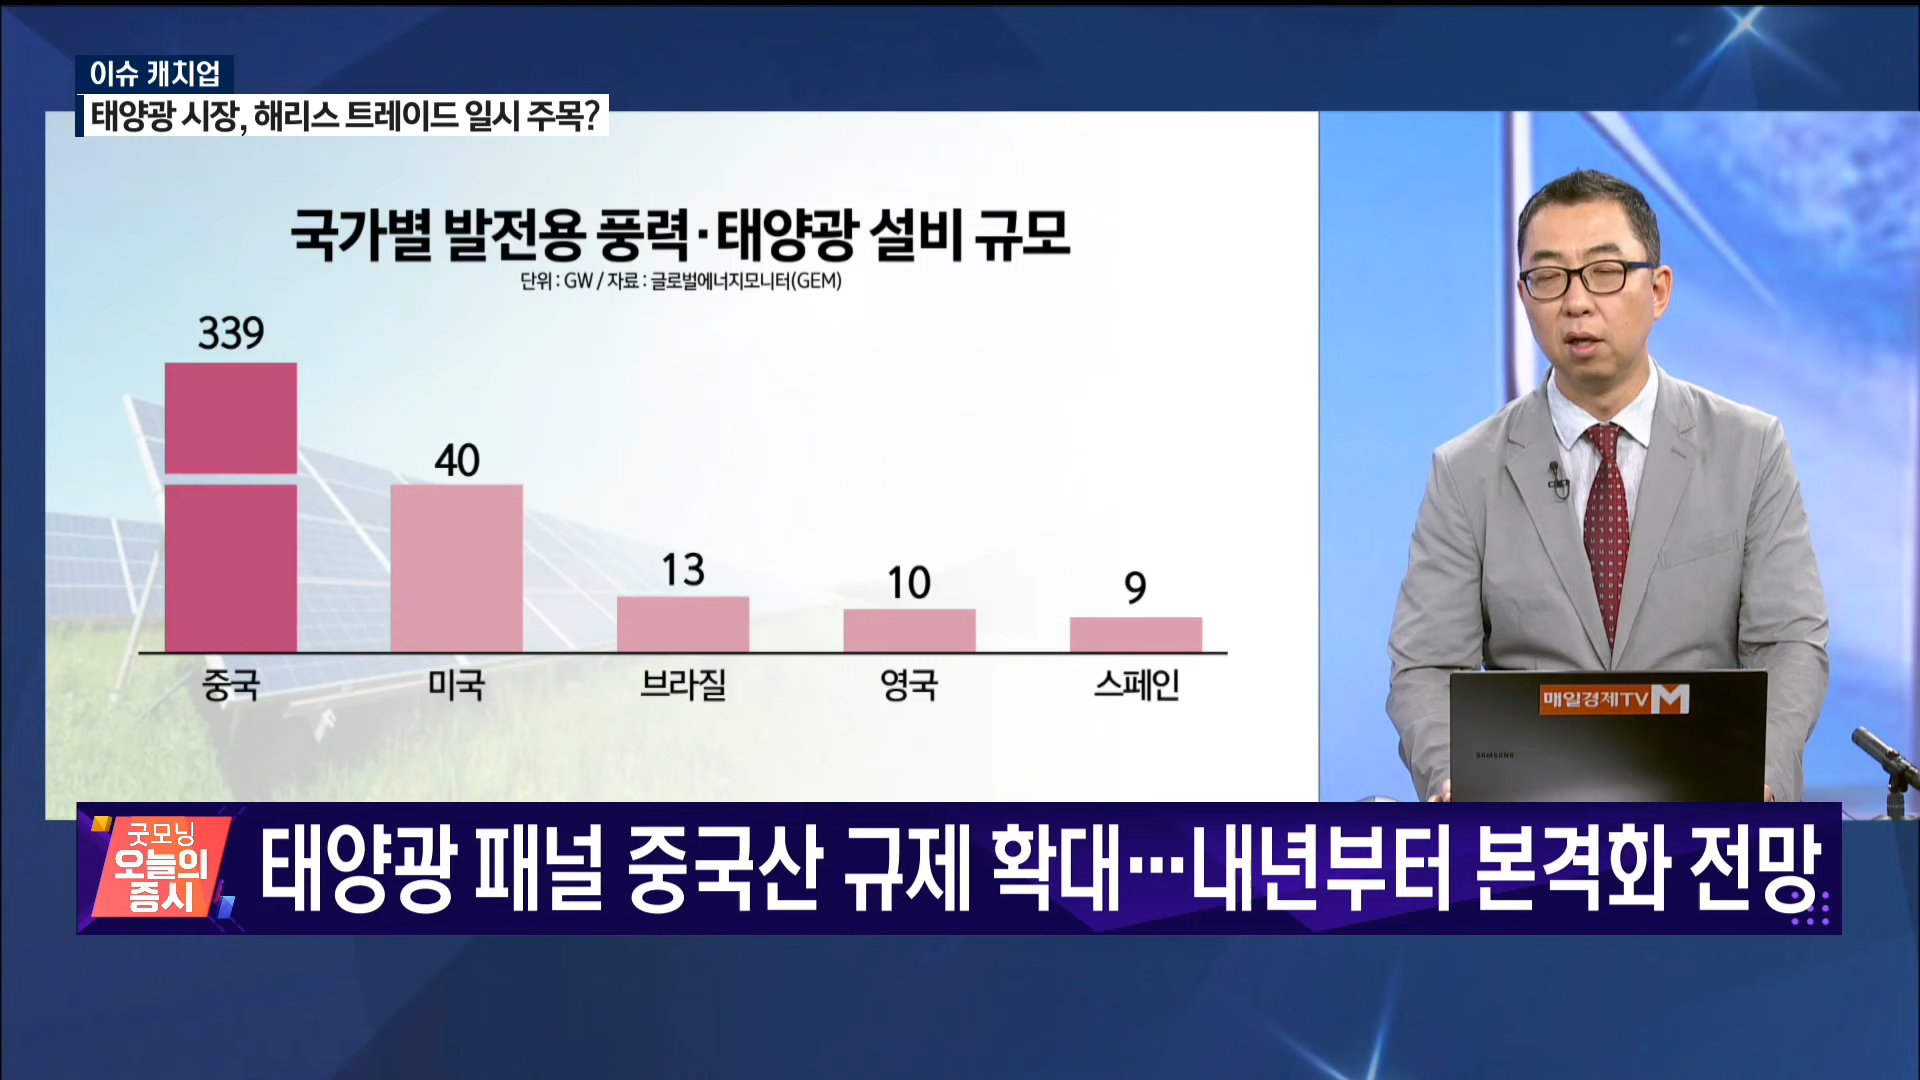 이슈 캐치업
태양광 시장, 해리스 트레이드 일시 주목?
국가별 발전용 풍력·태양광 설비 규모
단위 : GW / 자료 : 글로벌에너지모니터(GEM)
339
40
13
10
9
중국
미국
브라질
영국
스페인
매일경제TV M
SAMSUNG
굿모닝
오늘의
증시
태양광 패널 중국산 규제 확대…내년부터 본격화 전망